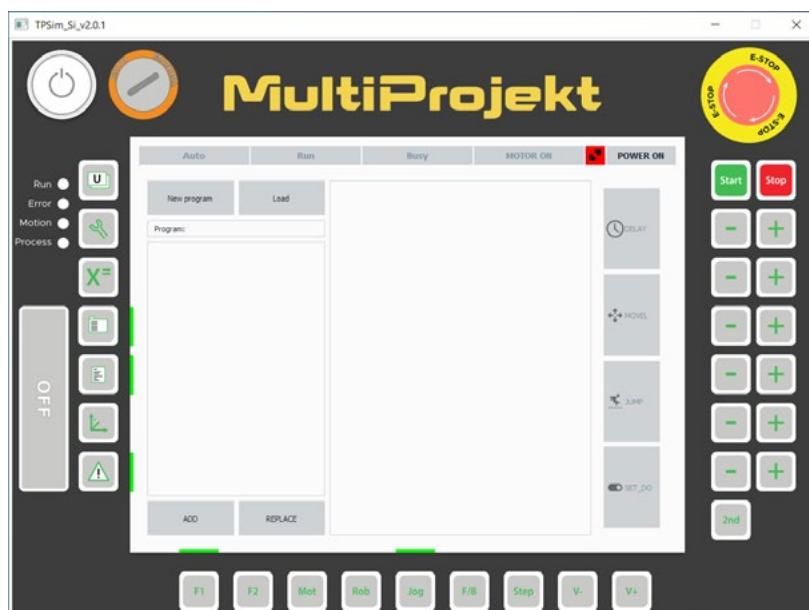 TPSim_Si_v2.0.1
MultiProjekt
E-STOP
E-STOP
E-STOP
Auto Run Busy MOTOR ON POWER ON
Run
Error
Motion
Process
U
X=
OFF
New program Load
Program:
ADD REPLACE
DELAY
MOVEL
JUMP
SET_DO
Start Stop
- +
- +
- +
- +
- +
- +
2nd
F1 F2 Mot Rob Jog F/B Step V- V+